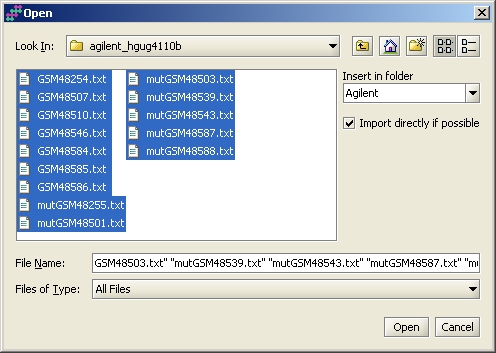 Open
Look In: agilent_hgug4110b
GSM48254.txt mutGSM48503.txt
GSM48507.txt mutGSM48539.txt
GSM48510.txt mutGSM48543.txt
GSM48546.txt mutGSM48587.txt
GSM48584.txt mutGSM48588.txt
GSM48585.txt
GSM48586.txt
mutGSM48255.txt
mutGSM48501.txt
Insert in folder
Agilent
Import directly if possible
File Name: GSM48503.txt" "mutGSM48539.txt" "mutGSM48543.txt" "mutGSM48587.txt" "mu
Files of Type: All Files
Open Cancel